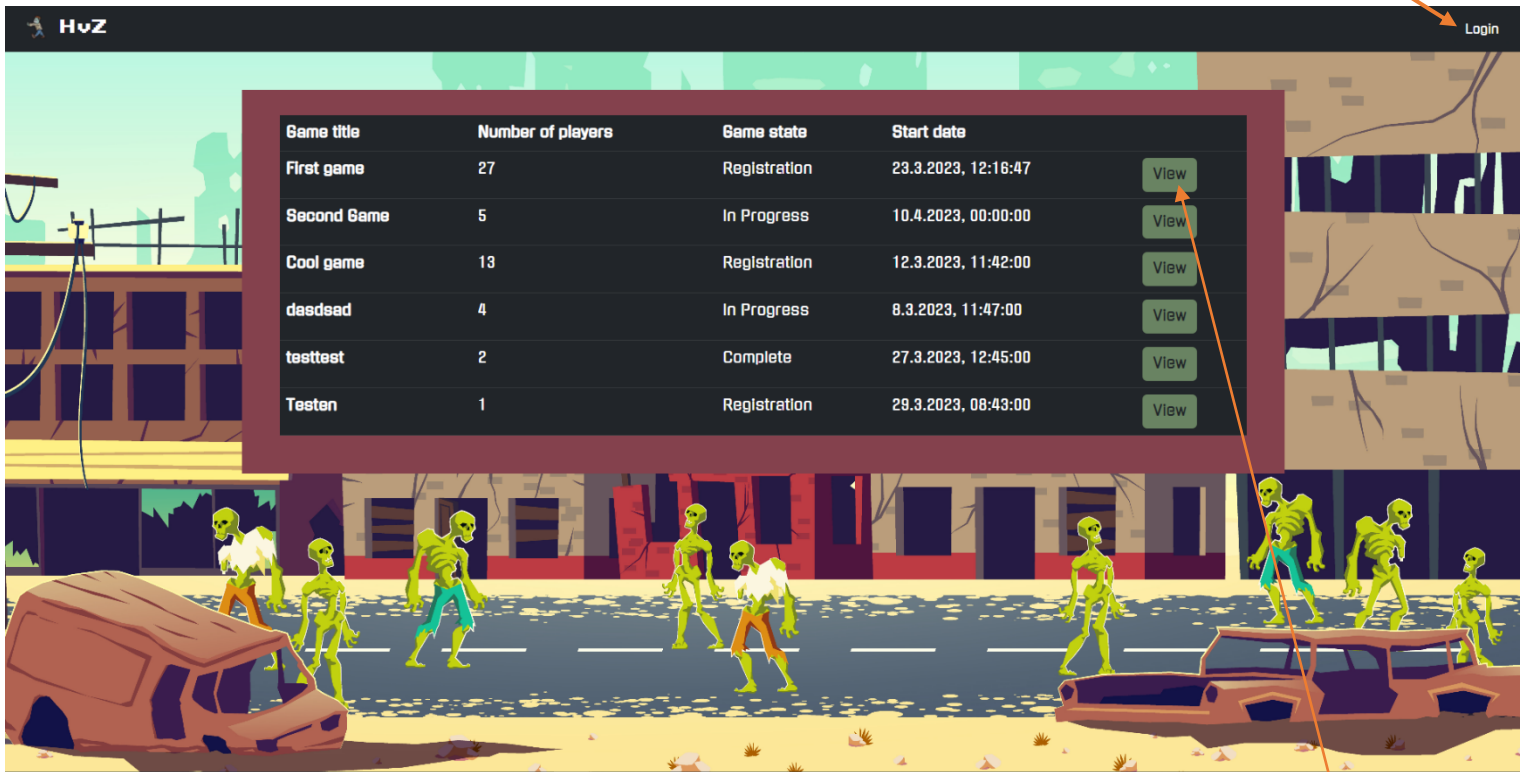 HvZ
Login
Game title Number of players Game state Start date
First game 27 Registration 23.3.2023, 12:16:47 View
Second Game 5 In Progress 10.4.2023, 00:00:00 View
Cool game 13 Registration 12.3.2023, 11:42:00 View
dasdsad 4 In Progress 8.3.2023, 11:47:00 View
testtest 2 Complete 27.3.2023, 12:45:00 View
Testen 1 Registration 29.3.2023, 08:43:00 View